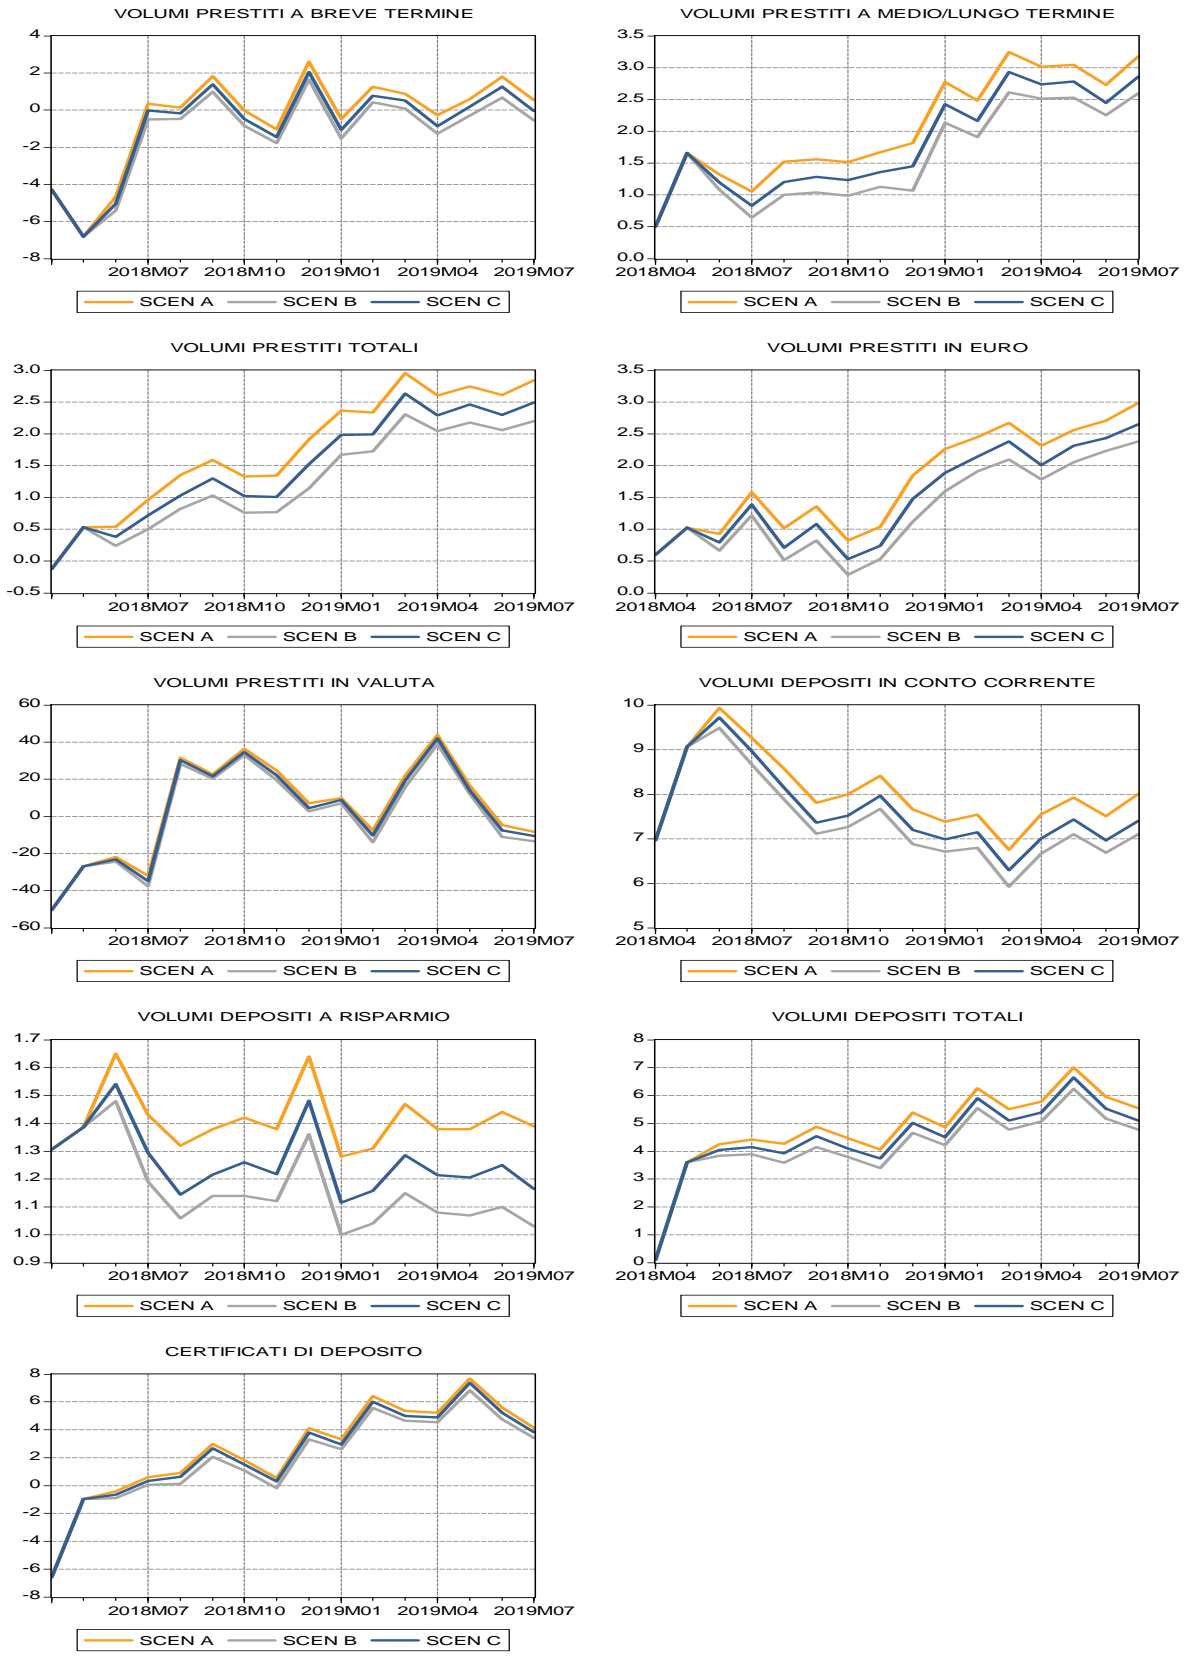 VOLUMI PRESTITI A BREVE TERMINE
4
2
0
-2
-4
-6
-8
2018M07 2018M10 2019M01 2019M04 2019M07
SCEN A SCEN B SCEN C
VOLUMI PRESTITI A MEDIO/LUNGO TERMINE
3.5
3.0
2.5
2.0
1.5
1.0
0.5
0.0
2018M04 2018M07 2018M10 2019M01 2019M04 2019M07
SCEN A SCEN B SCEN C
VOLUMI PRESTITI TOTALI
3.0
2.5
2.0
1.5
1.0
0.5
0.0
-0.5
2018M07 2018M10 2019M01 2019M04 2019M07
SCEN A SCEN B SCEN C
VOLUMI PRESTITI IN EURO
3.5
3.0
2.5
2.0
1.5
1.0
0.5
0.0
2018M04 2018M07 2018M10 2019M01 2019M04 2019M07
SCEN A SCEN B SCEN C
VOLUMI PRESTITI IN VALUTA
60
40
20
0
-20
-40
-60
2018M07 2018M10 2019M01 2019M04 2019M07
SCEN A SCEN B SCEN C
VOLUMI DEPOSITI IN CONTO CORRENTE
10
9
8
7
6
5
2018M04 2018M07 2018M10 2019M01 2019M04 2019M07
SCEN A SCEN B SCEN C
VOLUMI DEPOSITI A RISPARMIO
1.7
1.6
1.5
1.4
1.3
1.2
1.1
1.0
0.9
2018M07 2018M10 2019M01 2019M04 2019M07
SCEN A SCEN B SCEN C
VOLUMI DEPOSITI TOTALI
8
7
6
5
4
3
2
1
0
2018M04 2018M07 2018M10 2019M01 2019M04 2019M07
SCEN A SCEN B SCEN C
CERTIFICATI DI DEPOSITO
8
6
4
2
0
-2
-4
-6
-8
2018M07 2018M10 2019M01 2019M04 2019M07
SCEN A SCEN B SCEN C